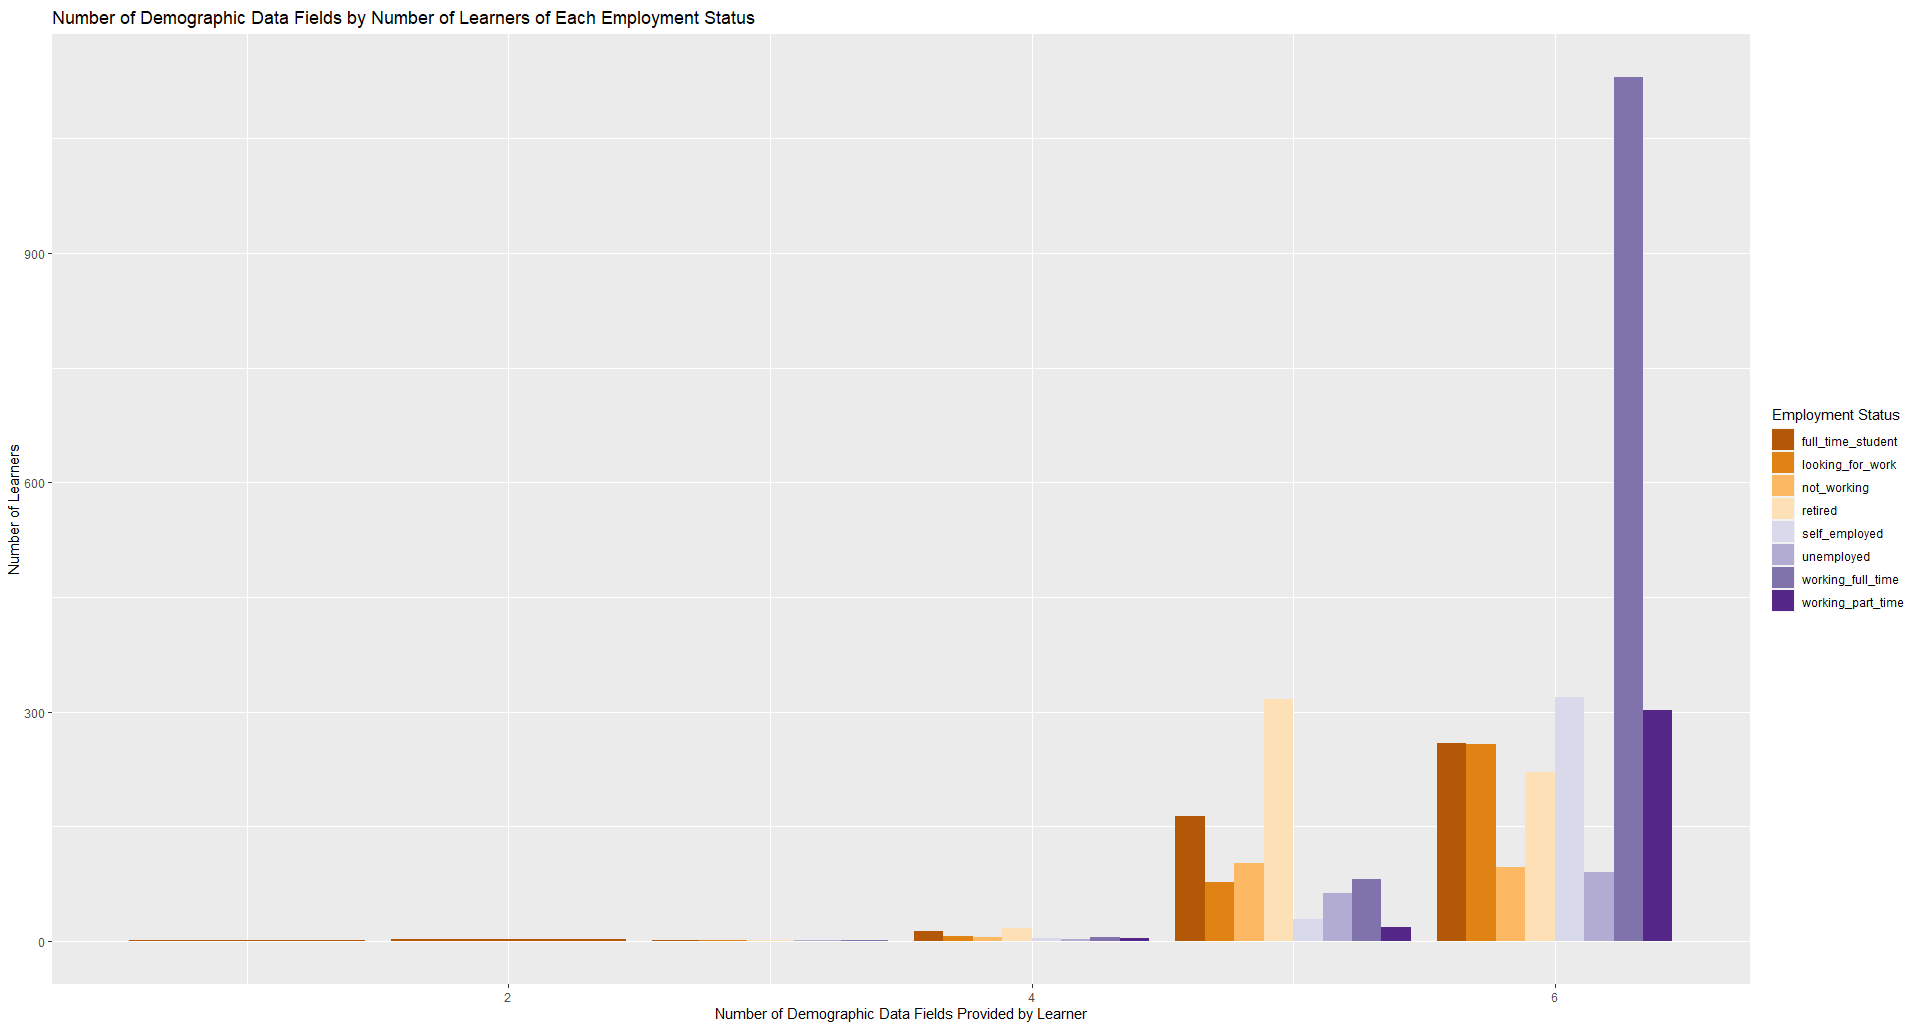 Number of Demographic Data Fields by Number of Learners of Each Employment Status
Number of Learners
900
600
300
0
2
4
6
Number of Demographic Data Fields Provided by Learner
Employment Status
full_time_student
looking_for_work
not_working
retired
self_employed
unemployed
working_full_time
working_part_time